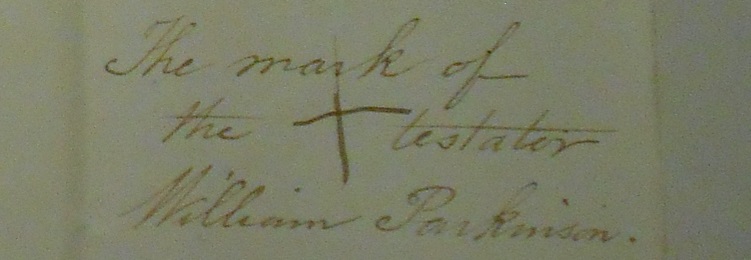 The mark of
the + testator
William Parkinson.